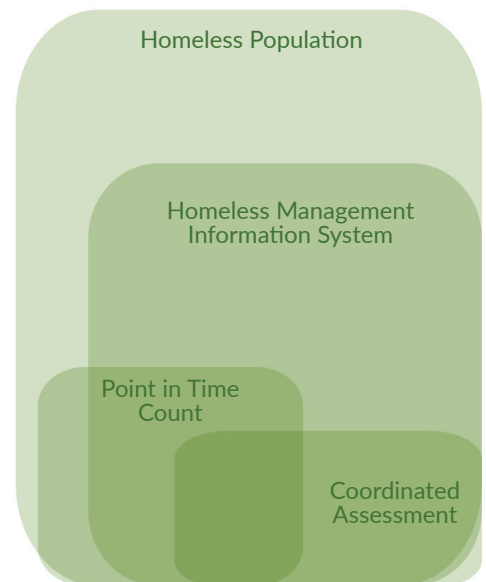 Homeless Population
Homeless Management
Information System
Point in Time
Count
Coordinated
Assessment